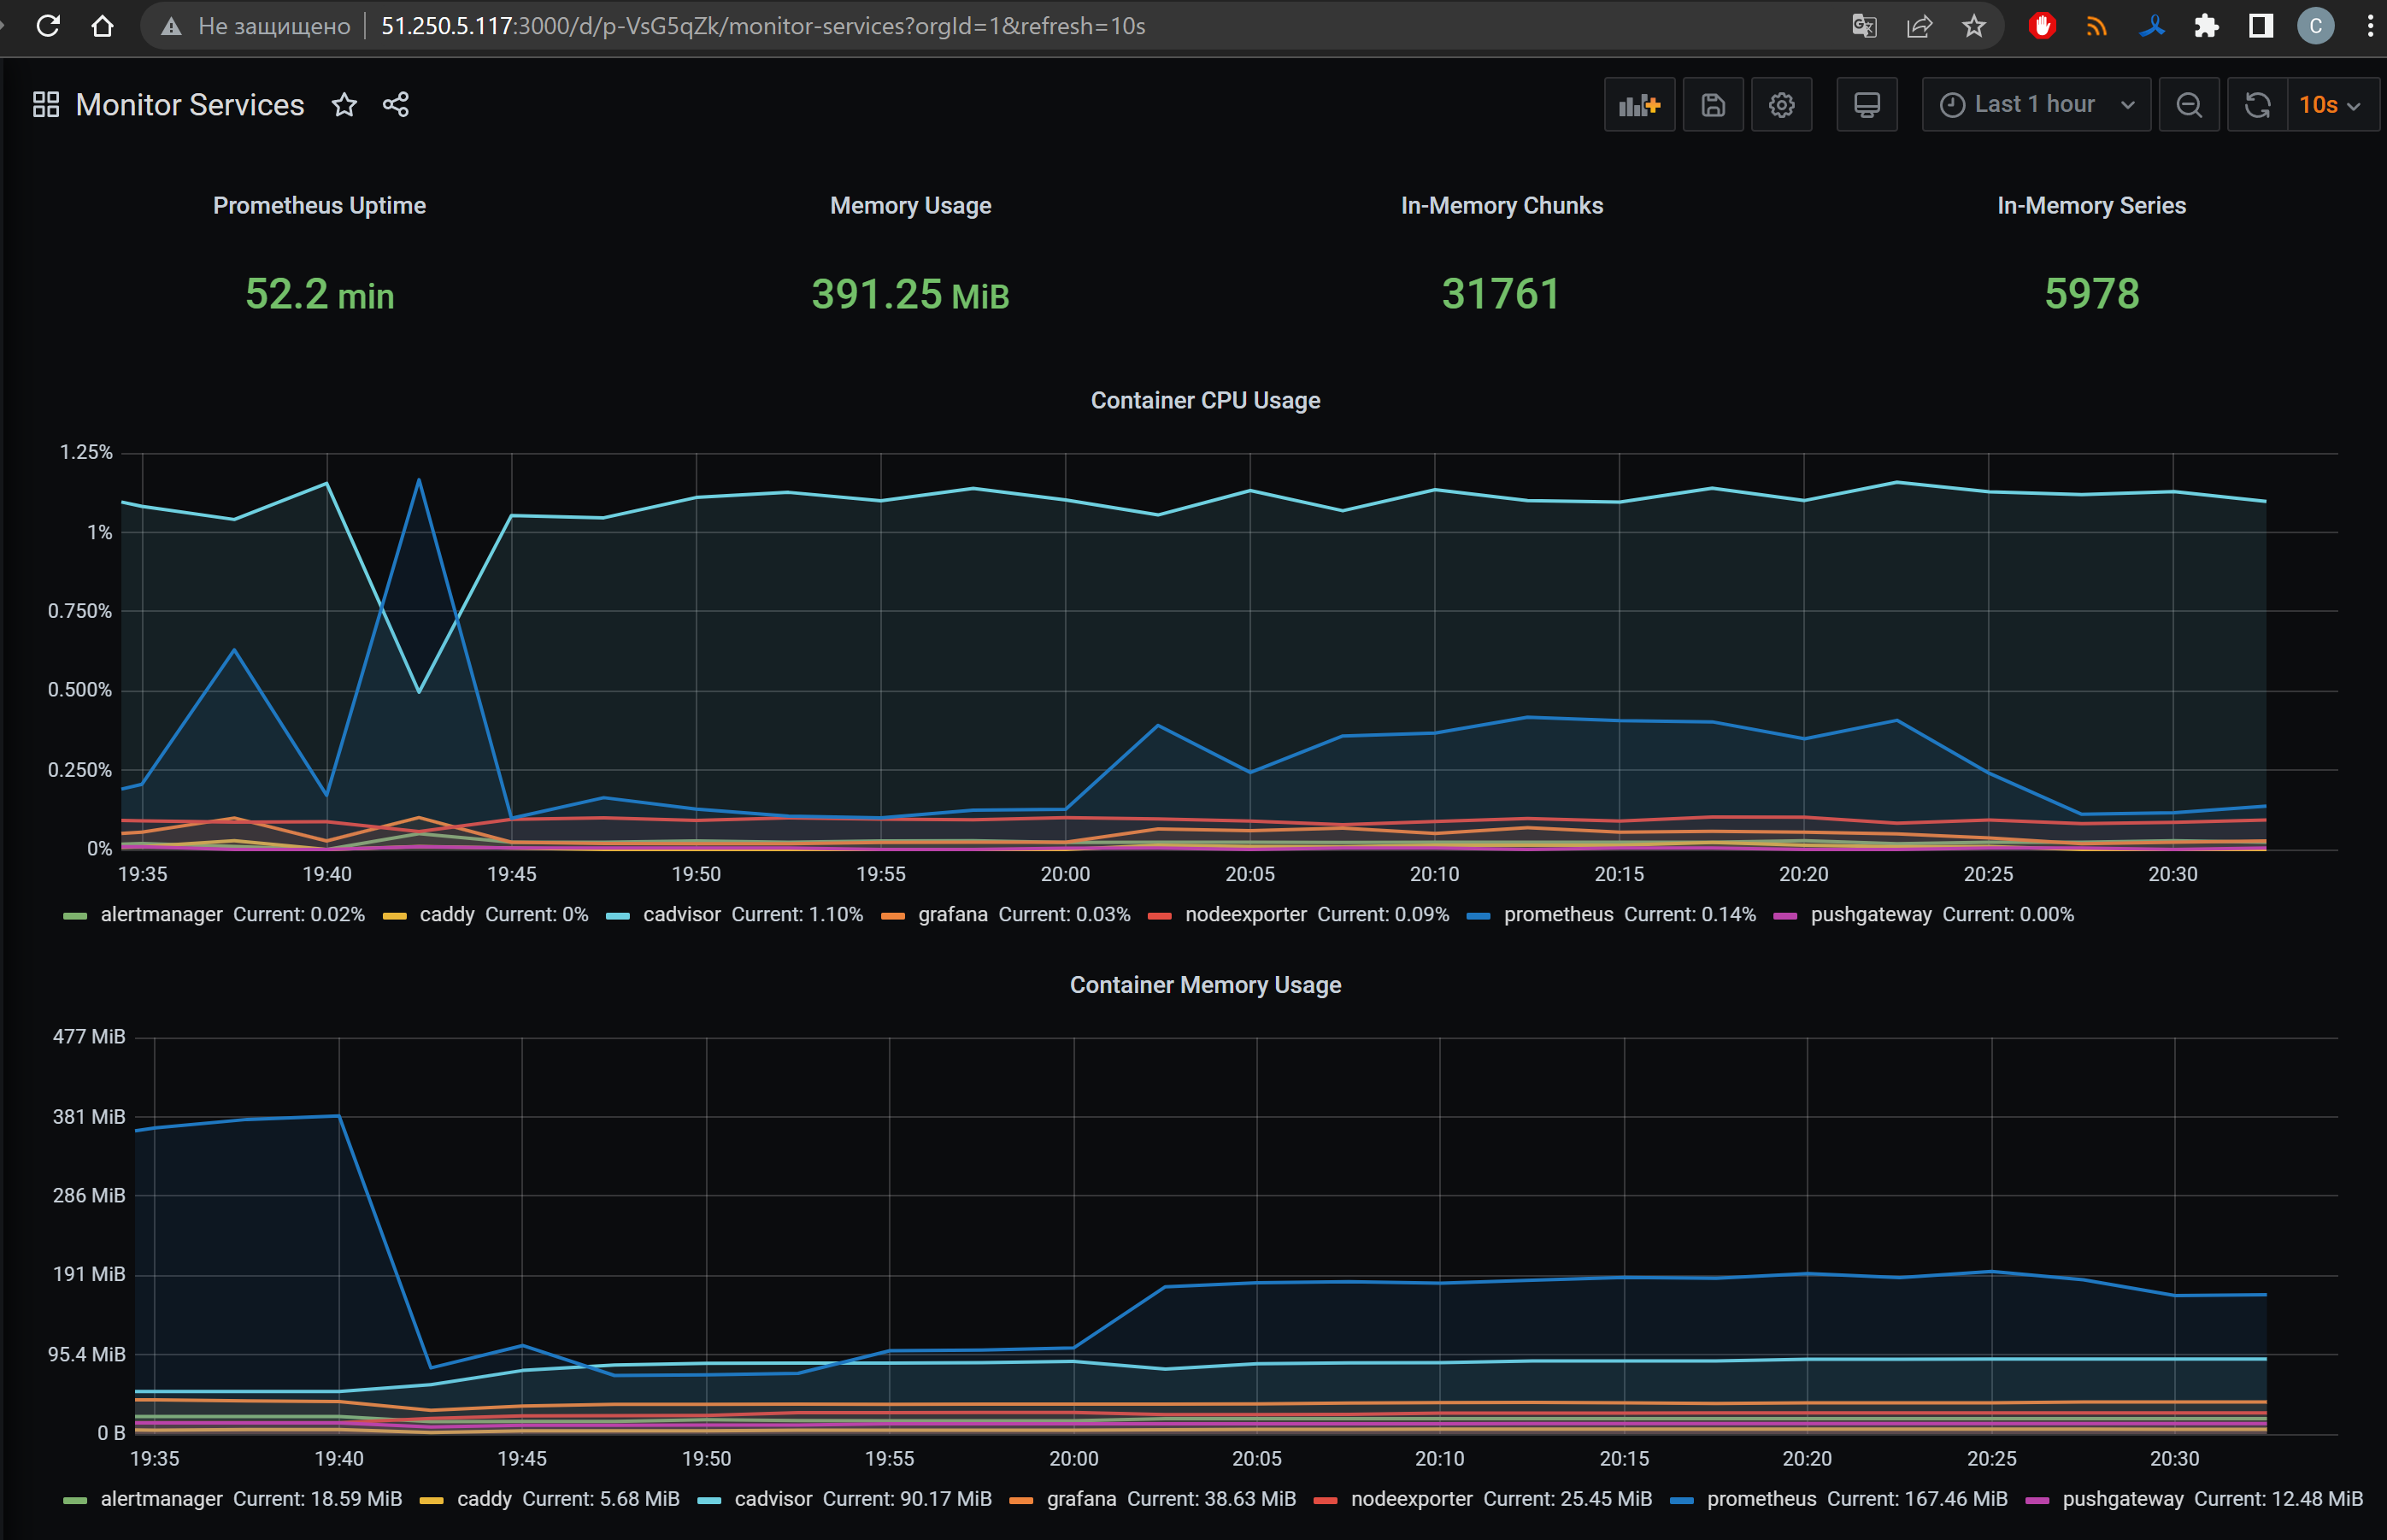 Не защищено 51.250.5.117:3000/d/p-VsG5qZk/monitor-services?orgId=1&refresh=10s C
Monitor Services Last 1 hour 10s
Prometheus Uptime Memory Usage In-Memory Chunks In-Memory Series
52.2 min 391.25 MiB 31761 5978
Container CPU Usage
1.25%
1%
0.750%
0.500%
0.250%
0%
19:35 19:40 19:45 19:50 19:55 20:00 20:05 20:10 20:15 20:20 20:25 20:30
alertmanager Current: 0.02% caddy Current: 0% cadvisor Current: 1.10% grafana Current: 0.03% nodeexporter Current: 0.09% prometheus Current: 0.14% pushgateway Current: 0.00%
Container Memory Usage
477 MiB
381 MiB
286 MiB
191 MiB
95.4 MiB
0 B
19:35 19:40 19:45 19:50 19:55 20:00 20:05 20:10 20:15 20:20 20:25 20:30
alertmanager Current: 18.59 MiB caddy Current: 5.68 MiB cadvisor Current: 90.17 MiB grafana Current: 38.63 MiB nodeexporter Current: 25.45 MiB prometheus Current: 167.46 MiB pushgateway Current: 12.48 MiB